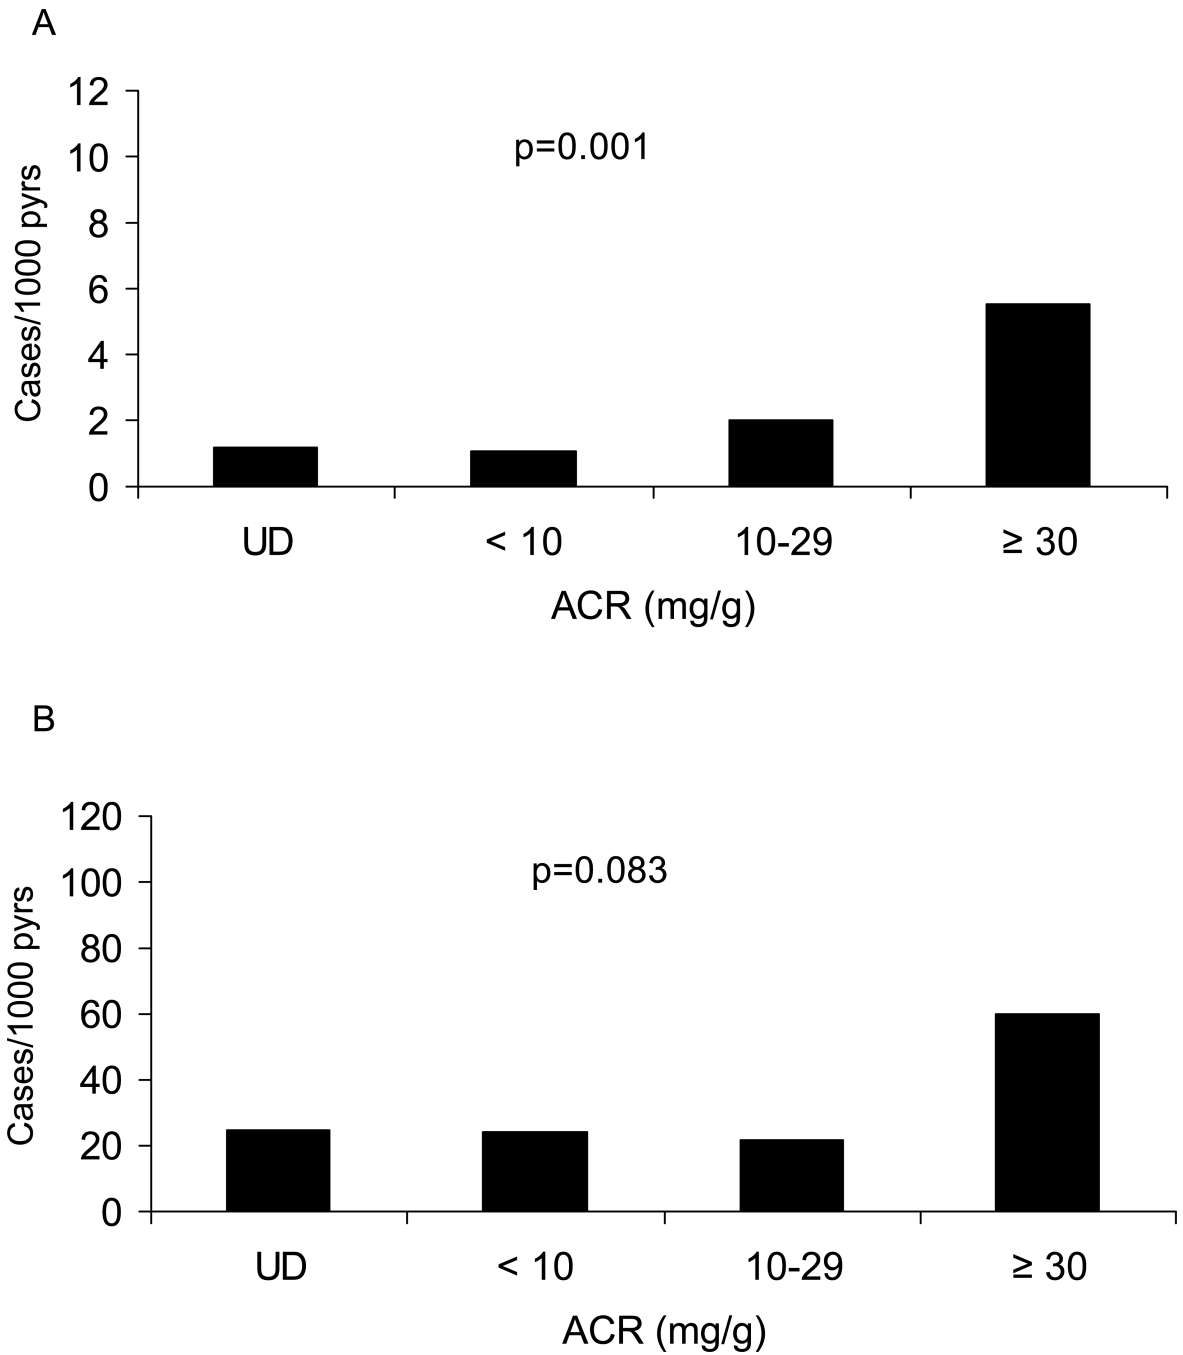 A
12
10
8
6
4
2
0
Cases/1000 pyrs
p=0.001
UD < 10 10-29 ≥ 30
ACR (mg/g)
B
120
100
80
60
40
20
0
Cases/1000 pyrs
p=0.083
UD < 10 10-29 ≥ 30
ACR (mg/g)